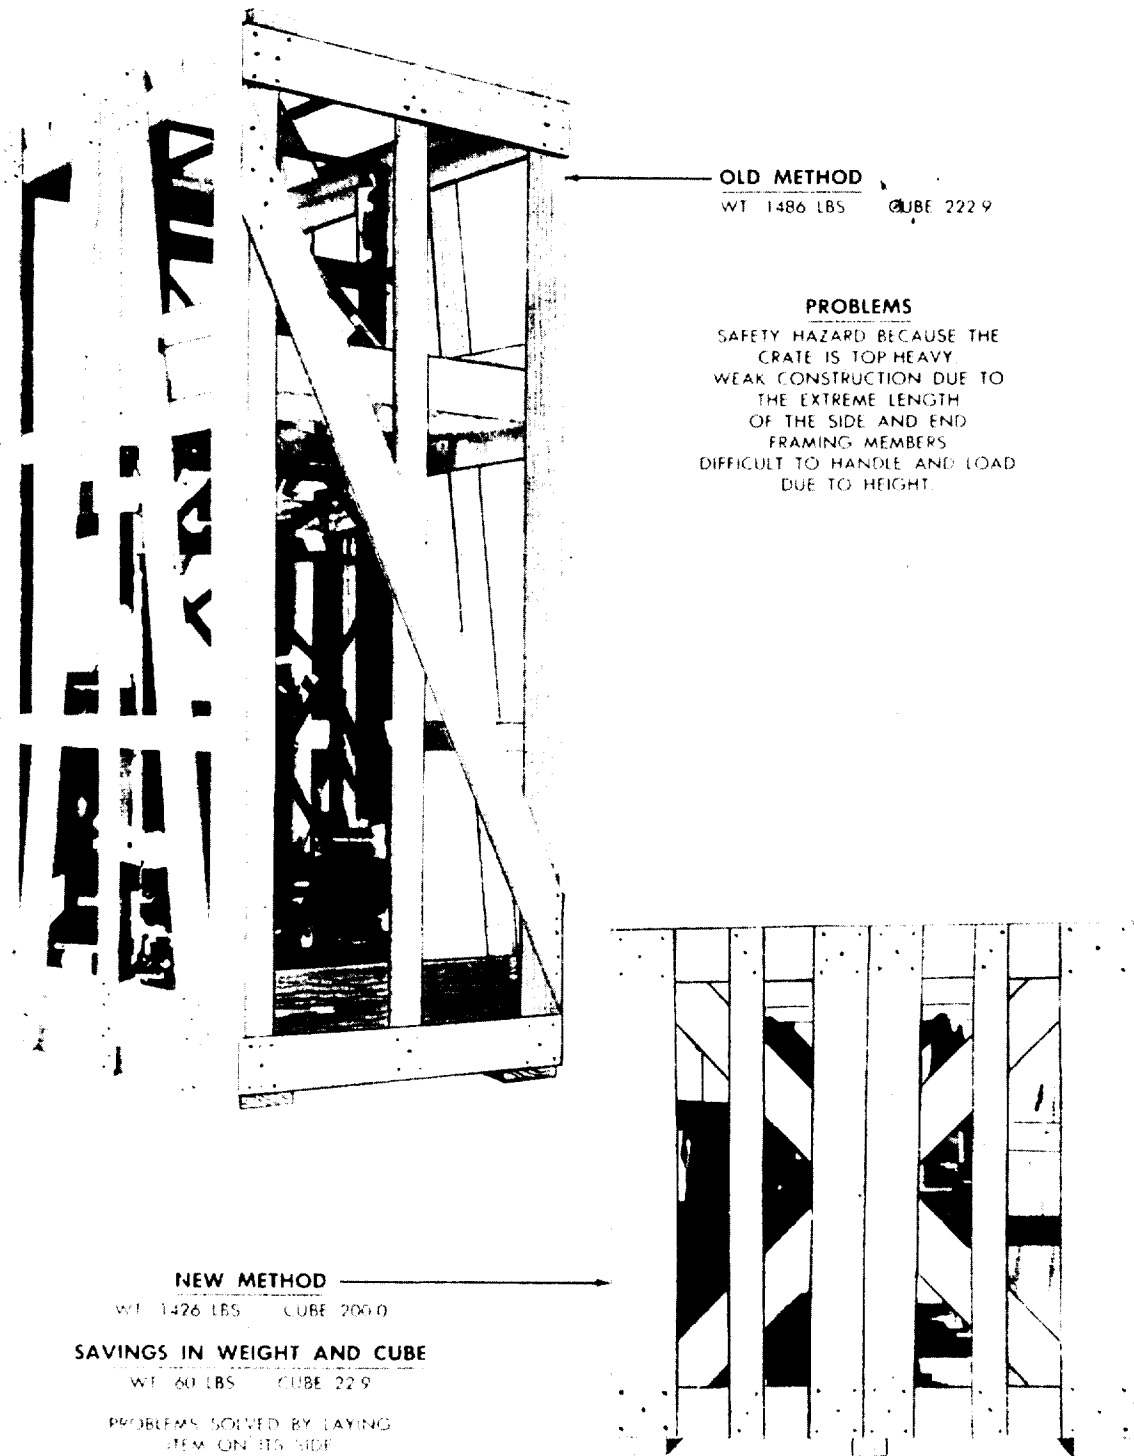 OLD METHOD
WT 1486 LBS CUBE 222.9
PROBLEMS
SAFETY HAZARD BECAUSE THE
CRATE IS TOP HEAVY
WEAK CONSTRUCTION DUE TO
THE EXTREME LENGTH
OF THE SIDE AND END
FRAMING MEMBERS
DIFFICULT TO HANDLE AND LOAD
DUE TO HEIGHT.
NEW METHOD
WT 1426 LBS CUBE 200.0
SAVINGS IN WEIGHT AND CUBE
WT 60 LBS CUBE 22.9
PROBLEMS SOLVED BY LAYING
ITEM ON ITS SIDE